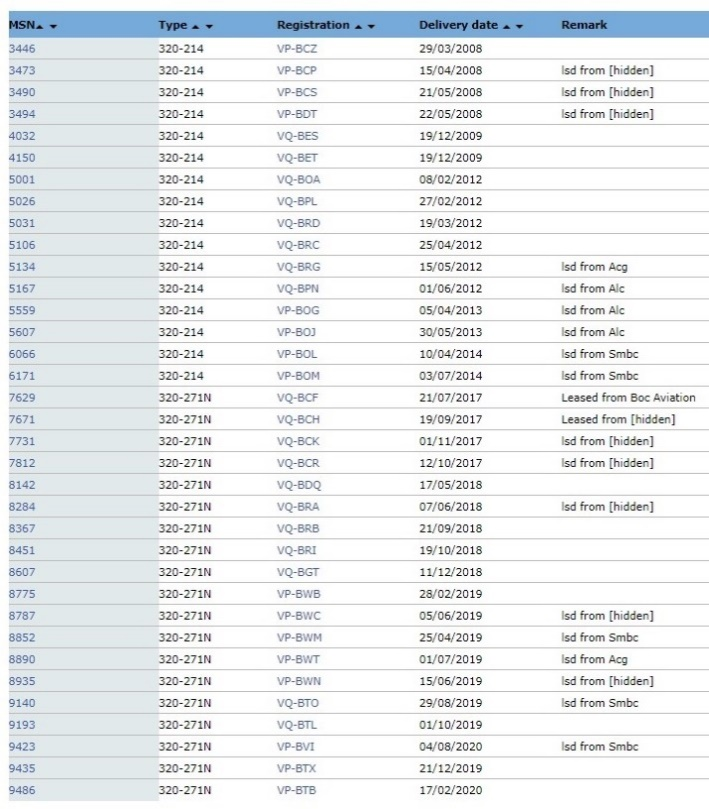 MSN Type Registration Delivery date Remark
3446 320-214 VP-BCZ 29/03/2008
3473 320-214 VP-BCP 15/04/2008 lsd from [hidden]
3490 320-214 VP-BCS 21/05/2008 lsd from [hidden]
3494 320-214 VP-BDT 22/05/2008 lsd from [hidden]
4032 320-214 VQ-BES 19/12/2009
4150 320-214 VQ-BET 19/12/2009
5001 320-214 VQ-BOA 08/02/2012
5026 320-214 VQ-BPL 27/02/2012
5031 320-214 VQ-BRD 19/03/2012
5106 320-214 VQ-BRC 25/04/2012
5134 320-214 VQ-BRG 15/05/2012 lsd from Acg
5167 320-214 VQ-BPN 01/06/2012 lsd from Alc
5559 320-214 VP-BOG 05/04/2013 lsd from Alc
5607 320-214 VP-BOJ 30/05/2013 lsd from Alc
6066 320-214 VP-BOL 10/04/2014 lsd from Smbc
6171 320-214 VP-BOM 03/07/2014 lsd from Smbc
7629 320-271N VQ-BCF 21/07/2017 Leased from Boc Aviation
7671 320-271N VQ-BCH 19/09/2017 Leased from [hidden]
7731 320-271N VQ-BCK 01/11/2017 lsd from [hidden]
7812 320-271N VQ-BCR 12/10/2017 lsd from [hidden]
8142 320-271N VQ-BDQ 17/05/2018
8284 320-271N VQ-BRA 07/06/2018 lsd from [hidden]
8367 320-271N VQ-BRB 21/09/2018
8451 320-271N VQ-BRI 19/10/2018
8607 320-271N VQ-BGT 11/12/2018
8775 320-271N VP-BWB 28/02/2019
8787 320-271N VP-BWC 05/06/2019 lsd from [hidden]
8852 320-271N VP-BWM 25/04/2019 lsd from Smbc
8890 320-271N VP-BWT 01/07/2019 lsd from Acg
8935 320-271N VP-BWN 15/06/2019 lsd from [hidden]
9140 320-271N VQ-BTO 29/08/2019 lsd from Smbc
9193 320-271N VQ-BTL 01/10/2019
9423 320-271N VP-BVI 04/08/2020 lsd from Smbc
9435 320-271N VP-BTX 21/12/2019
9486 320-271N VP-BTB 17/02/2020